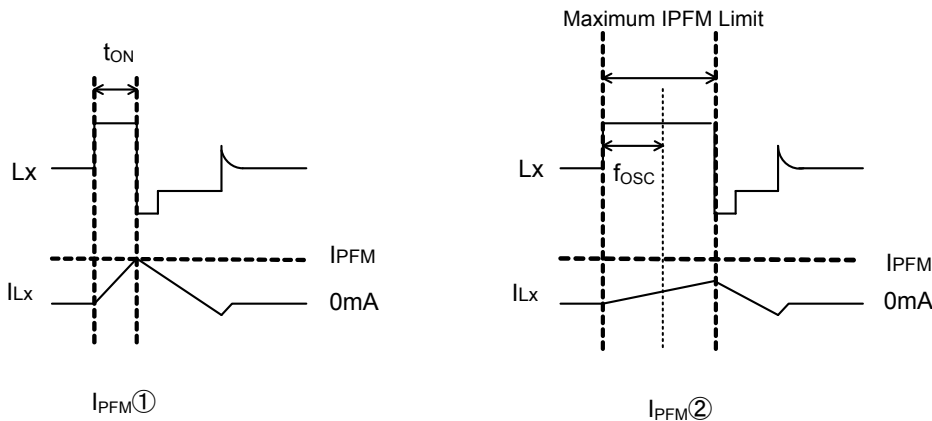 Maximum IPFM Limit
tON
Lx
IPFM
ILx
0mA
IPFM①
Lx
fOSC
IPFM
ILx
0mA
IPFM②